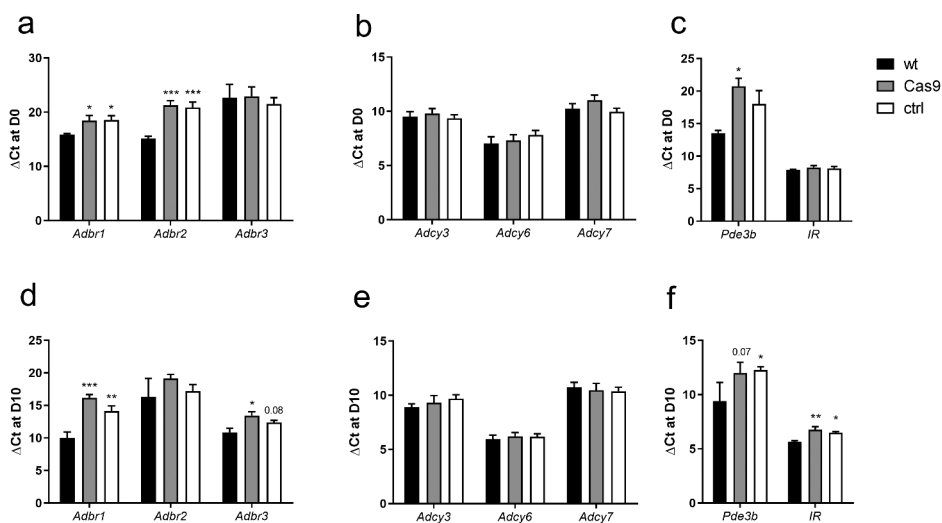 a
b
c
30
20
10
0
ΔCt at D0
*
*
***
***
Adbr1
Adbr2
Adbr3
15
10
5
0
ΔCt at D0
Adcy3
Adcy6
Adcy7
25
20
15
10
5
0
ΔCt at D0
*
Pde3b
IR
wt
Cas9
ctrl
d
e
f
25
20
15
10
5
0
ΔCt at D10
***
**
*
0.08
Adbr1
Adbr2
Adbr3
15
10
5
0
ΔCt at D10
Adcy3
Adcy6
Adcy7
15
10
5
0
ΔCt at D10
0.07
*
**
*
Pde3b
IR